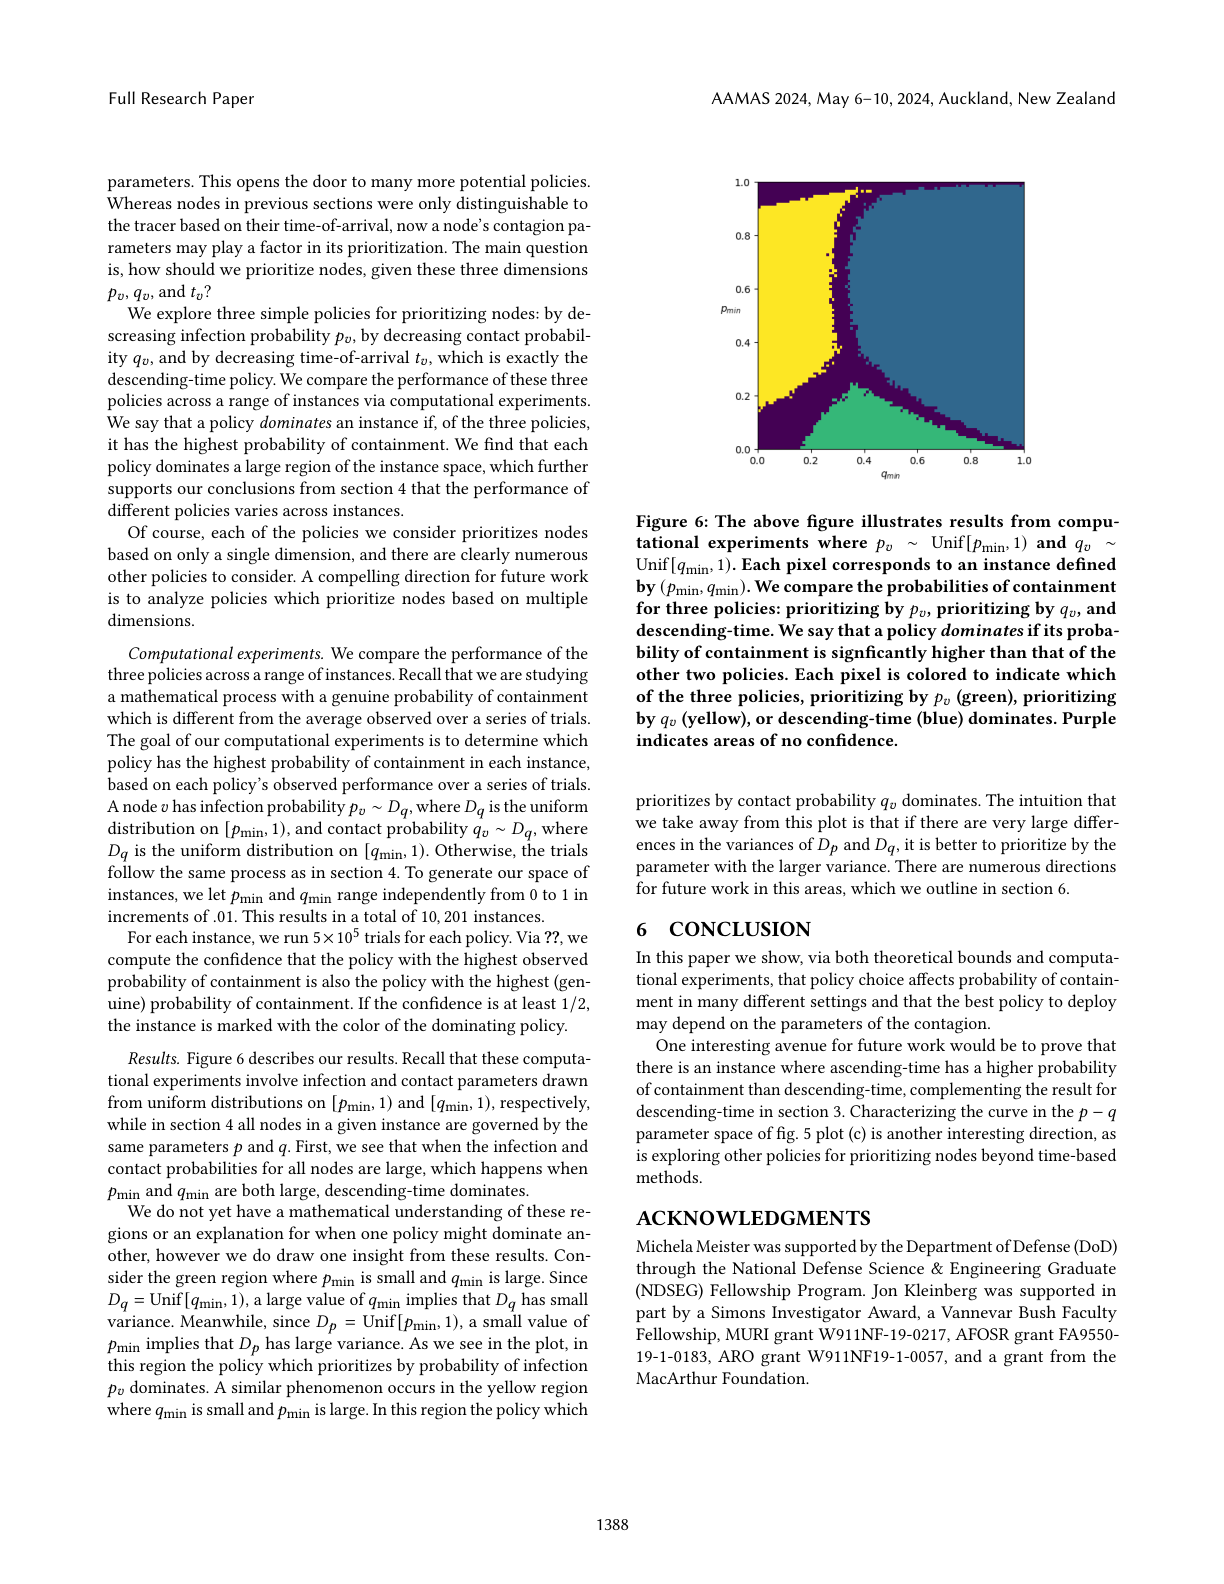 Full Research Paper
AAMAS 2024, May 6–10, 2024, Auckland, New Zealand
parameters. This opens the door to many more potential policies.
Whereas nodes in previous sections were only distinguishable to
the tracer based on their time-of-arrival, now a node's contagion pa-
rameters may play a factor in its prioritization. The main question
is, how should we prioritize nodes, given these three dimensions
pᵥ, qᵥ, and tᵥ?
We explore three simple policies for prioritizing nodes: by de-
screasing infection probability pᵥ, by decreasing contact probabil-
ity qᵥ, and by decreasing time-of-arrival tᵥ, which is exactly the
descending-time policy. We compare the performance of these three
policies across a range of instances via computational experiments.
We say that a policy dominates an instance if, of the three policies,
it has the highest probability of containment. We find that each
policy dominates a large region of the instance space, which further
supports our conclusions from section 4 that the performance of
different policies varies across instances.
Of course, each of the policies we consider prioritizes nodes
based on only a single dimension, and there are clearly numerous
other policies to consider. A compelling direction for future work
is to analyze policies which prioritize nodes based on multiple
dimensions.
Computational experiments. We compare the performance of the
three policies across a range of instances. Recall that we are studying
a mathematical process with a genuine probability of containment
which is different from the average observed over a series of trials.
The goal of our computational experiments is to determine which
policy has the highest probability of containment in each instance,
based on each policy's observed performance over a series of trials.
A node v has infection probability pᵥ ∼ D_q, where D_q is the uniform
distribution on [p_min, 1), and contact probability qᵥ ∼ D_q, where
D_q is the uniform distribution on [q_min, 1). Otherwise, the trials
follow the same process as in section 4. To generate our space of
instances, we let p_min and q_min range independently from 0 to 1 in
increments of .01. This results in a total of 10, 201 instances.
For each instance, we run 5×10⁵ trials for each policy. Via ??, we
compute the confidence that the policy with the highest observed
probability of containment is also the policy with the highest (gen-
uine) probability of containment. If the confidence is at least 1/2,
the instance is marked with the color of the dominating policy.
Results. Figure 6 describes our results. Recall that these computa-
tional experiments involve infection and contact parameters drawn
from uniform distributions on [p_min, 1) and [q_min, 1), respectively,
while in section 4 all nodes in a given instance are governed by the
same parameters p and q. First, we see that when the infection and
contact probabilities for all nodes are large, which happens when
p_min and q_min are both large, descending-time dominates.
We do not yet have a mathematical understanding of these re-
gions or an explanation for when one policy might dominate an-
other, however we do draw one insight from these results. Con-
sider the green region where p_min is small and q_min is large. Since
D_q = Unif[q_min, 1), a large value of q_min implies that D_q has small
variance. Meanwhile, since D_p = Unif[p_min, 1), a small value of
p_min implies that D_p has large variance. As we see in the plot, in
this region the policy which prioritizes by probability of infection
pᵥ dominates. A similar phenomenon occurs in the yellow region
where q_min is small and p_min is large. In this region the policy which
1.0
0.8
0.6
p_min
0.4
0.2
0.0
0.0 0.2 0.4 0.6 0.8 1.0
q_min
Figure 6: The above figure illustrates results from compu-
tational experiments where pᵥ ∼ Unif[p_min, 1) and qᵥ ∼
Unif[q_min, 1). Each pixel corresponds to an instance defined
by (p_min, q_min). We compare the probabilities of containment
for three policies: prioritizing by pᵥ, prioritizing by qᵥ, and
descending-time. We say that a policy dominates if its proba-
bility of containment is signficantly higher than that of the
other two policies. Each pixel is colored to indicate which
of the three policies, prioritizing by pᵥ (green), prioritizing
by qᵥ (yellow), or descending-time (blue) dominates. Purple
indicates areas of no confidence.
prioritizes by contact probability qᵥ dominates. The intuition that
we take away from this plot is that if there are very large differ-
ences in the variances of D_p and D_q, it is better to prioritize by the
parameter with the larger variance. There are numerous directions
for future work in this areas, which we outline in section 6.
6 CONCLUSION
In this paper we show, via both theoretical bounds and computa-
tional experiments, that policy choice affects probability of contain-
ment in many different settings and that the best policy to deploy
may depend on the parameters of the contagion.
One interesting avenue for future work would be to prove that
there is an instance where ascending-time has a higher probability
of containment than descending-time, complementing the result for
descending-time in section 3. Characterizing the curve in the p − q
parameter space of fig. 5 plot (c) is another interesting direction, as
is exploring other policies for prioritizing nodes beyond time-based
methods.
ACKNOWLEDGMENTS
Michela Meister was supported by the Department of Defense (DoD)
through the National Defense Science & Engineering Graduate
(NDSEG) Fellowship Program. Jon Kleinberg was supported in
part by a Simons Investigator Award, a Vannevar Bush Faculty
Fellowship, MURI grant W911NF-19-0217, AFOSR grant FA9550-
19-1-0183, ARO grant W911NF19-1-0057, and a grant from the
MacArthur Foundation.
1388